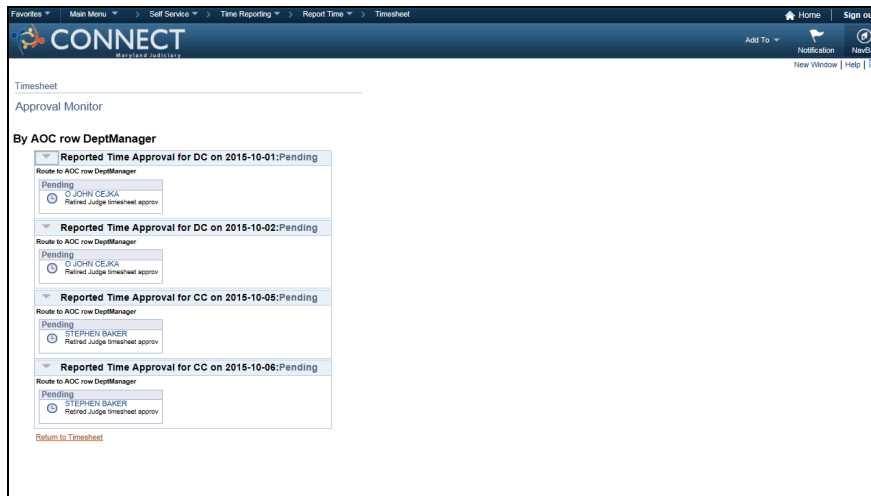 Favorites Main Menu > Self Service > Time Reporting > Report Time > Timesheet Home Sign ou
CONNECT
Maryland Judiciary
Add To Notification NavBa
New Window | Help |
Timesheet
Approval Monitor
By AOC row DeptManager
Reported Time Approval for DC on 2015-10-01:Pending
Route to AOC row DeptManager
Pending
O JOHN CEJKA
Retired Judge timesheet approv
Reported Time Approval for DC on 2015-10-02:Pending
Route to AOC row DeptManager
Pending
O JOHN CEJKA
Retired Judge timesheet approv
Reported Time Approval for CC on 2015-10-05:Pending
Route to AOC row DeptManager
Pending
STEPHEN BAKER
Retired Judge timesheet approv
Reported Time Approval for CC on 2015-10-06:Pending
Route to AOC row DeptManager
Pending
STEPHEN BAKER
Retired Judge timesheet approv
Return to Timesheet